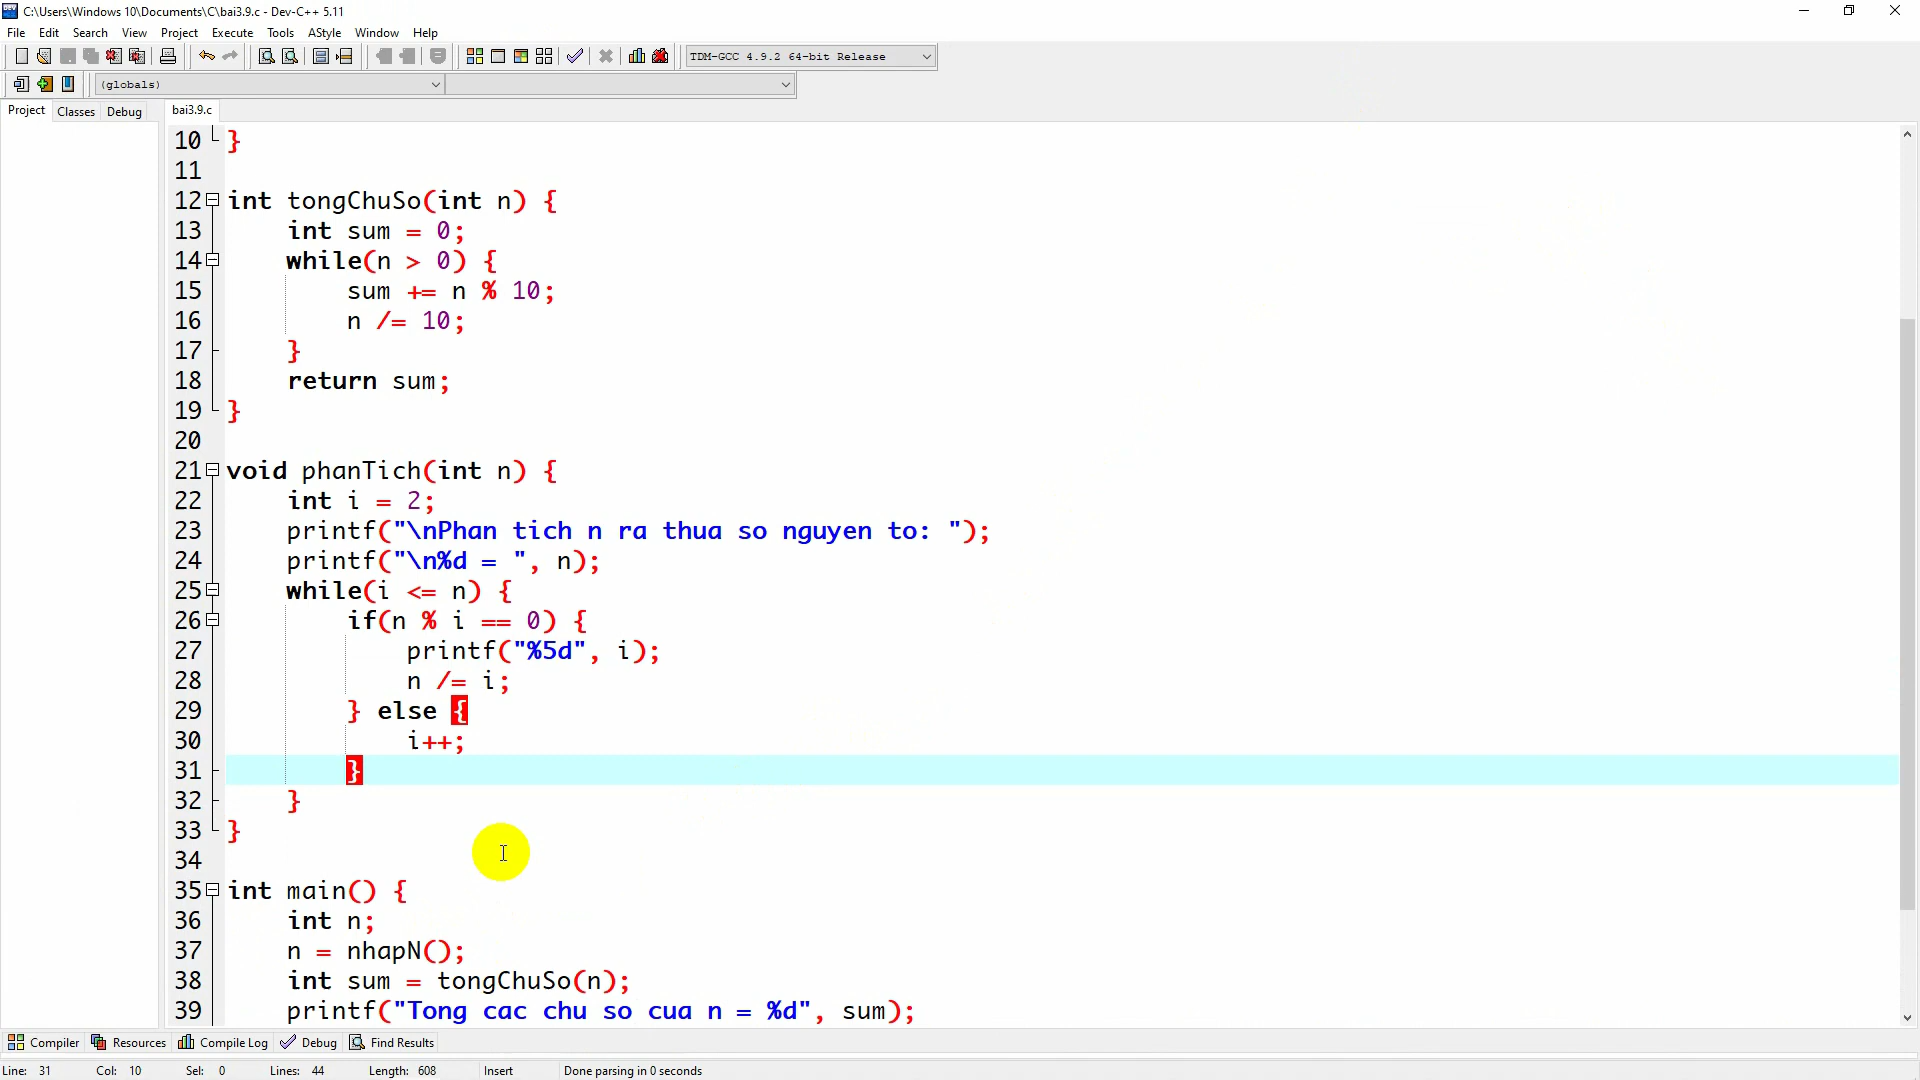 C:\Users\Windows 10\Documents\C\bai3.9.c - Dev-C++ 5.11
File Edit Search View Project Execute Tools AStyle Window Help
TDM-GCC 4.9.2 64-bit Release
(globals)
Project Classes Debug bai3.9.c
10 }
11
12 int tongChuSo(int n) {
13 int sum = 0;
14 while(n > 0) {
15 sum += n % 10;
16 n /= 10;
17 }
18 return sum;
19 }
20
21 void phanTich(int n) {
22 int i = 2;
23 printf("\nPhan tich n ra thua so nguyen to: ");
24 printf("\n%d = ", n);
25 while(i <= n) {
26 if(n % i == 0) {
27 printf("%5d", i);
28 n /= i;
29 } else {
30 i++;
31 }
32 }
33 }
34
35 int main() {
36 int n;
37 n = nhapN();
38 int sum = tongChuSo(n);
39 printf("Tong cac chu so cua n = %d", sum);
Compiler Resources Compile Log Debug Find Results
Line: 31 Col: 10 Sel: 0 Lines: 44 Length: 608 Insert Done parsing in 0 seconds